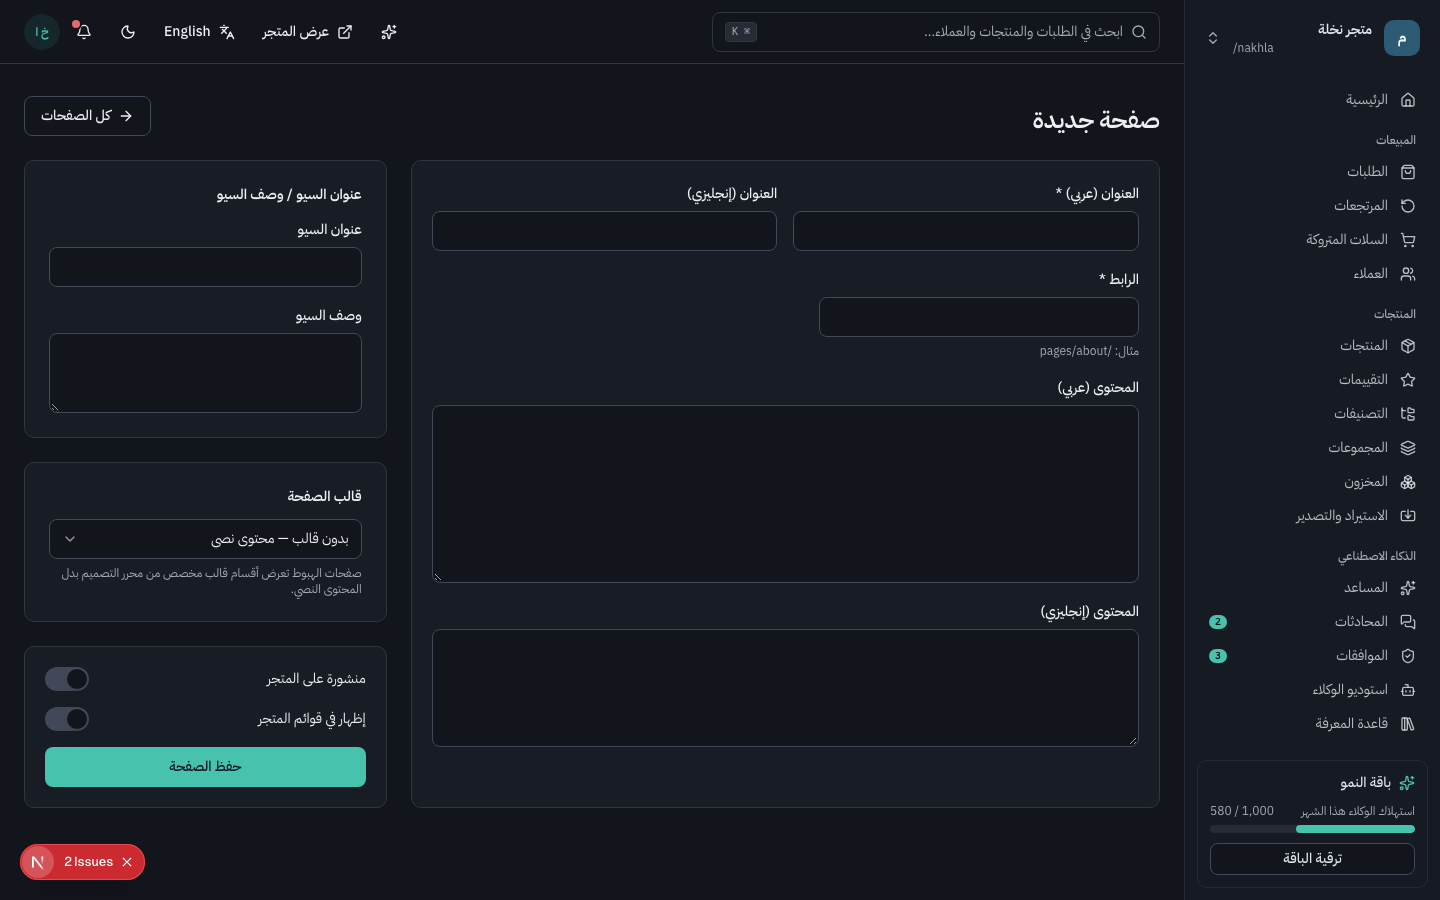 متجر نخلة
/nakhla
م
الرئيسية
المبيعات
الطلبات
المرتجعات
السلات المتروكة
العملاء
المنتجات
المنتجات
التقييمات
التصنيفات
المجموعات
المخزون
الاستيراد والتصدير
الذكاء الاصطناعي
المساعد
المحادثات
2
الموافقات
3
استوديو الوكلاء
قاعدة المعرفة
باقة النمو
استهلاك الوكلاء هذا الشهر
580 / 1,000
ترقية الباقة
ابحث في الطلبات والمنتجات والعملاء...
⌘ K
عرض المتجر
English
خ ا
صفحة جديدة
كل الصفحات
العنوان (عربي) *
العنوان (إنجليزي)
الرابط *
مثال: /pages/about
المحتوى (عربي)
المحتوى (إنجليزي)
عنوان السيو / وصف السيو
عنوان السيو
وصف السيو
قالب الصفحة
بدون قالب — محتوى نصي
صفحات الهبوط تعرض أقسام قالب مخصص من محرر التصميم بدل
المحتوى النصي.
منشورة على المتجر
إظهار في قوائم المتجر
حفظ الصفحة
N
2 Issues